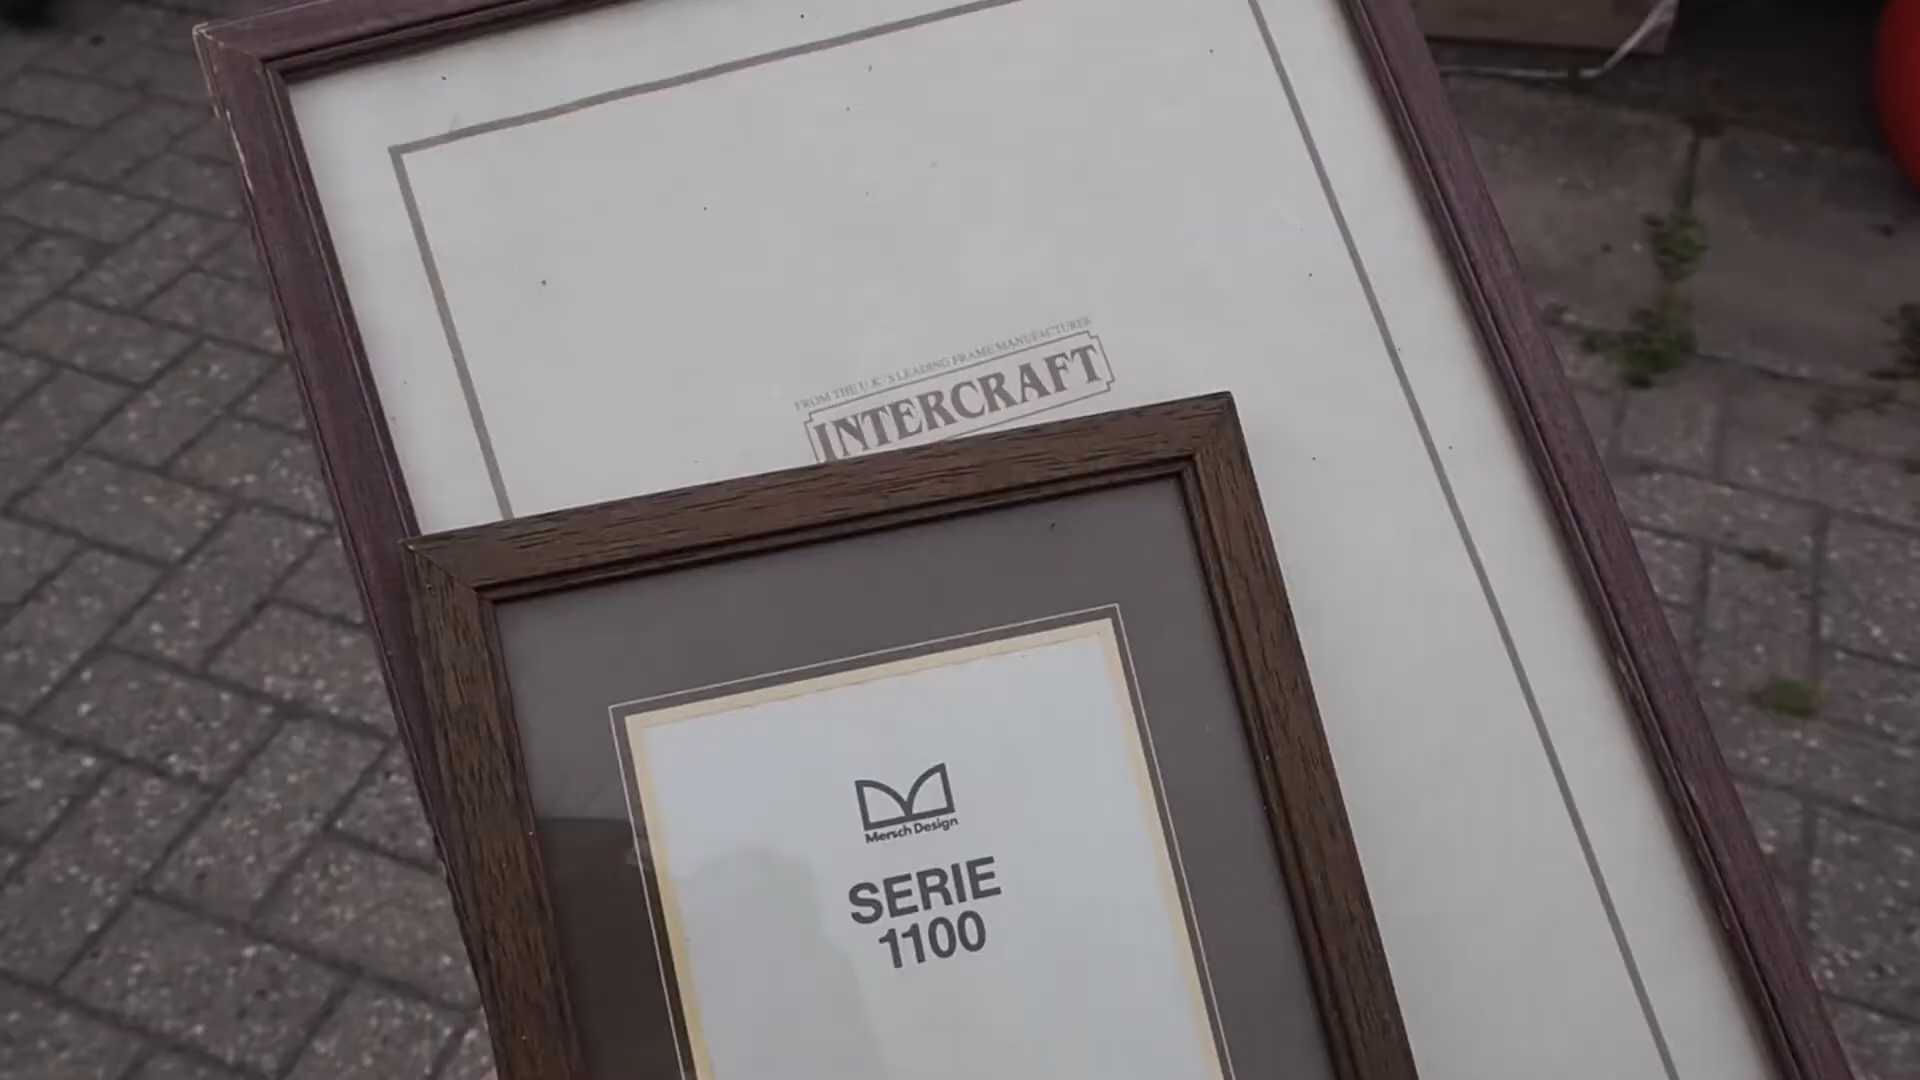 FROM THE U.K.'S LEADING FRAME MANUFACTURER
INTERCRAFT
Mersch Design
SERIE
1100